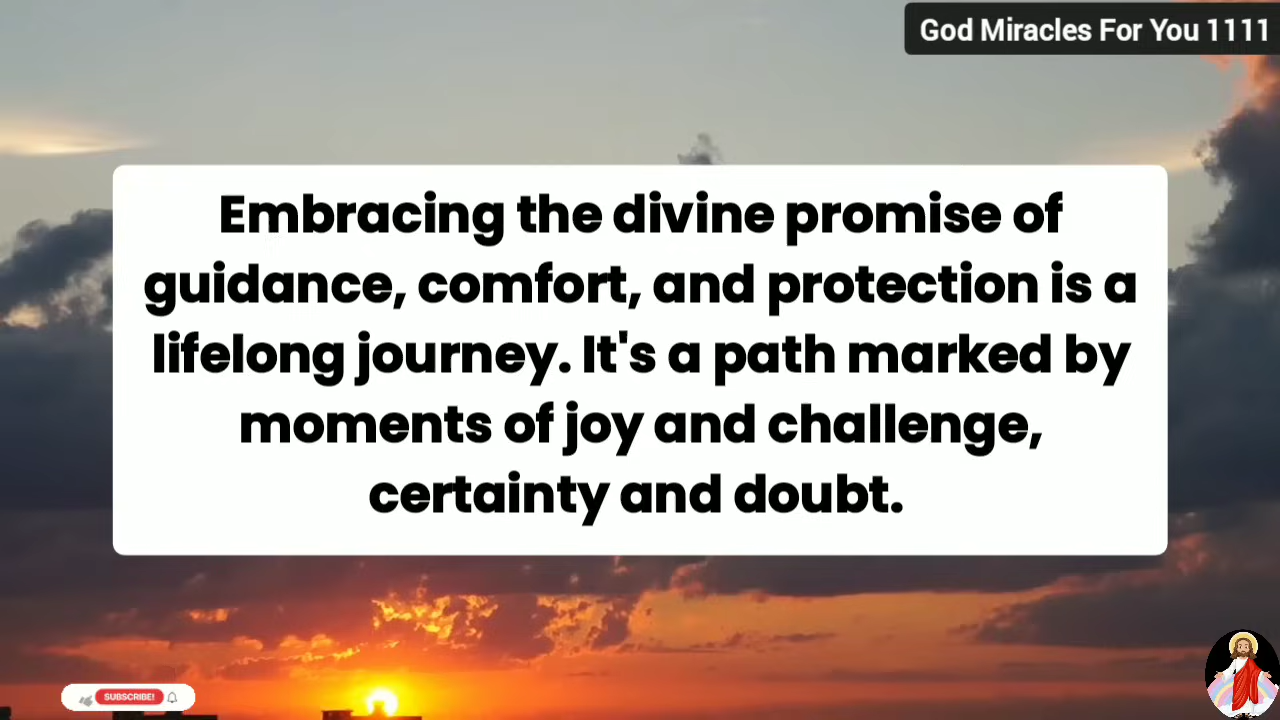 God Miracles For You 1111
Embracing the divine promise of
guidance, comfort, and protection is a
lifelong journey. It's a path marked by
moments of joy and challenge,
certainty and doubt.
SUBSCRIBE!